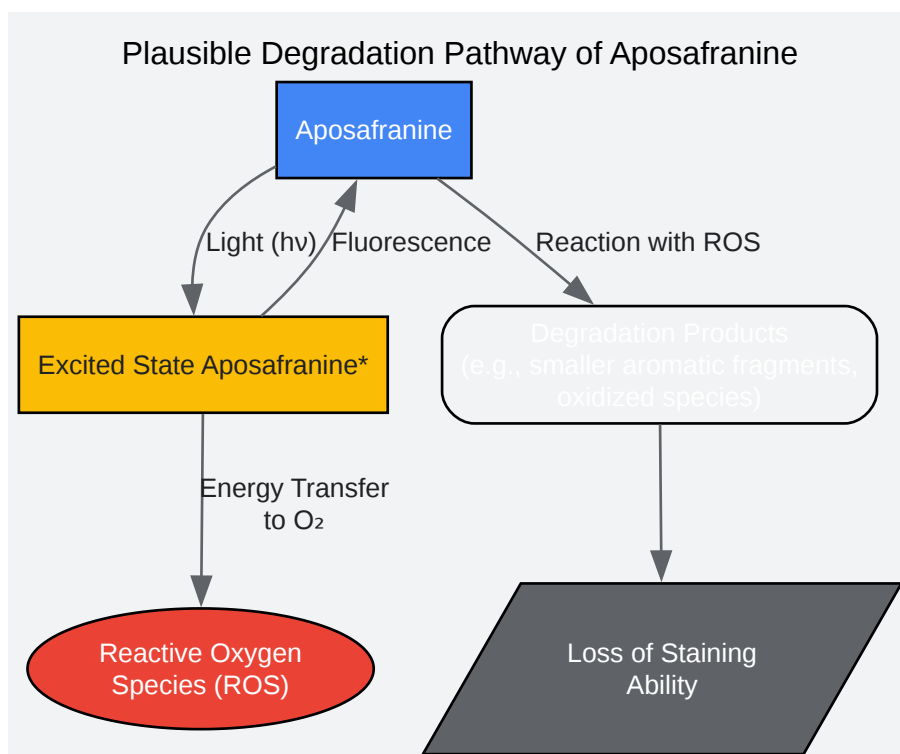 Plausible Degradation Pathway of Aposafranine
Aposafranine
Light (hν)
Fluorescence
Reaction with ROS
Excited State Aposafranine*
Degradation Products
(e.g., smaller aromatic fragments,
oxidized species)
Energy Transfer
to O₂
Reactive Oxygen
Species (ROS)
Loss of Staining
Ability